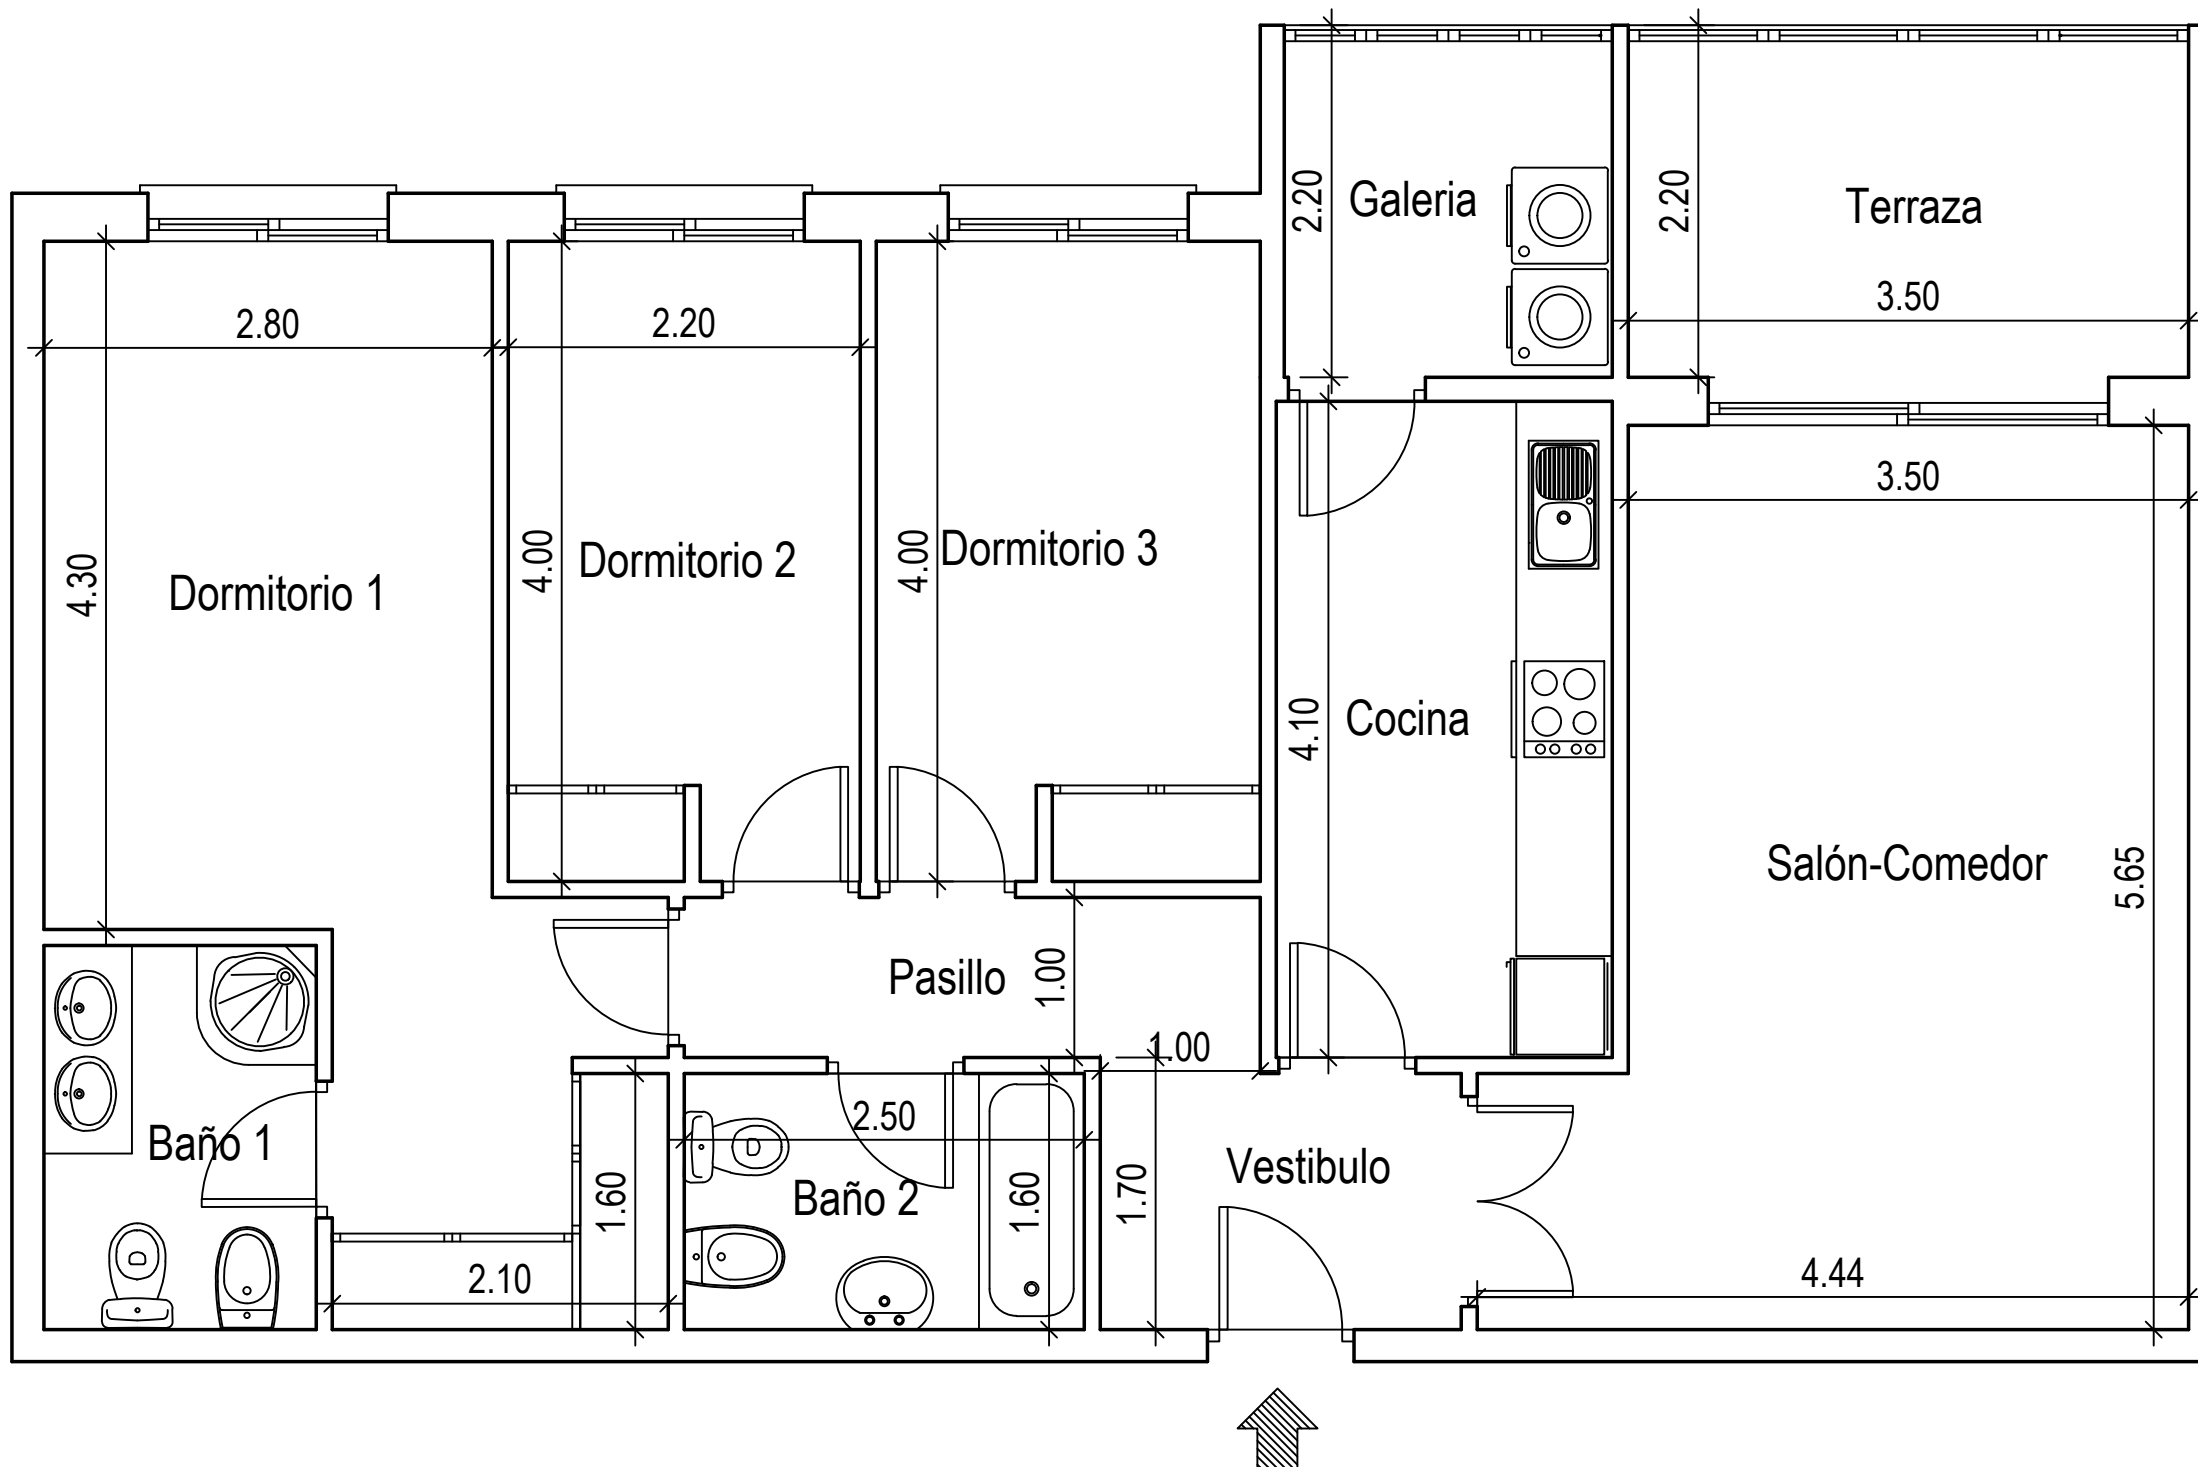 2.20
Galeria
2.20
Terraza
3.50
2.80
2.20
3.50
4.30
Dormitorio 1
4.00
Dormitorio 2
4.00
Dormitorio 3
4.10
Cocina
Salón-Comedor
5.65
Pasillo
1.00
1.00
Baño 1
2.50
1.60
Baño 2
1.60
1.70
Vestibulo
2.10
4.44